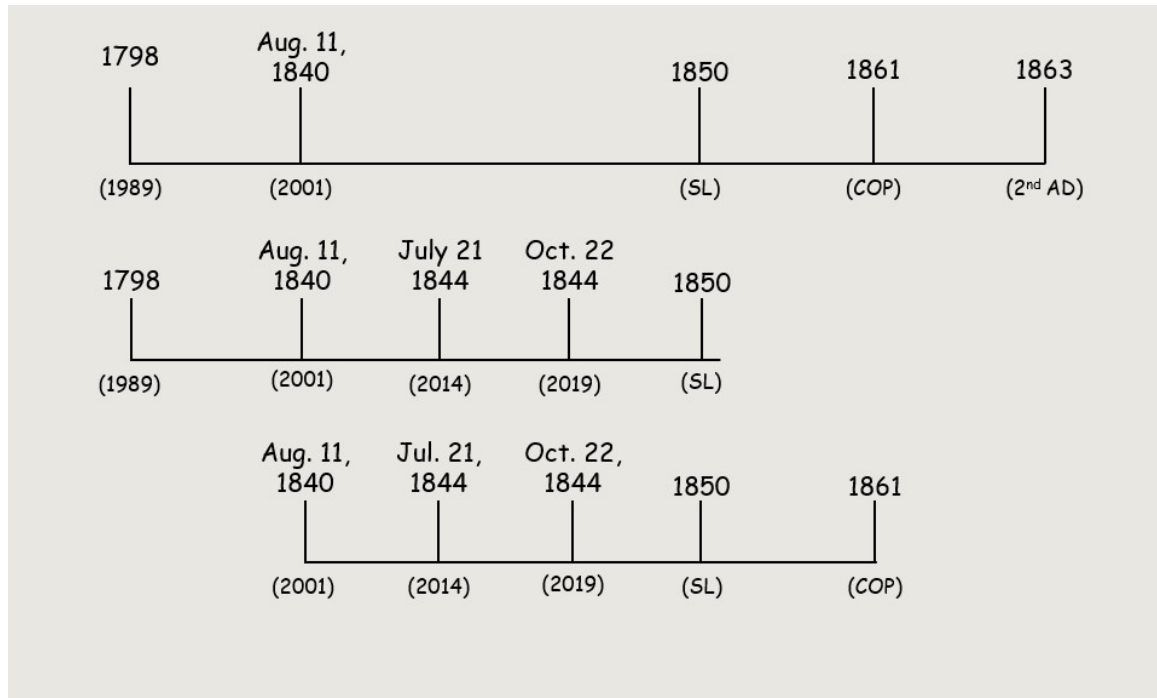 1798
Aug. 11,
1840
1850
1861
1863
(1989)
(2001)
(SL)
(COP)
(2nd AD)
1798
Aug. 11,
1840
July 21
1844
Oct. 22
1844
1850
(1989)
(2001)
(2014)
(2019)
(SL)
Aug. 11,
1840
Jul. 21,
1844
Oct. 22,
1844
1850
1861
(2001)
(2014)
(2019)
(SL)
(COP)